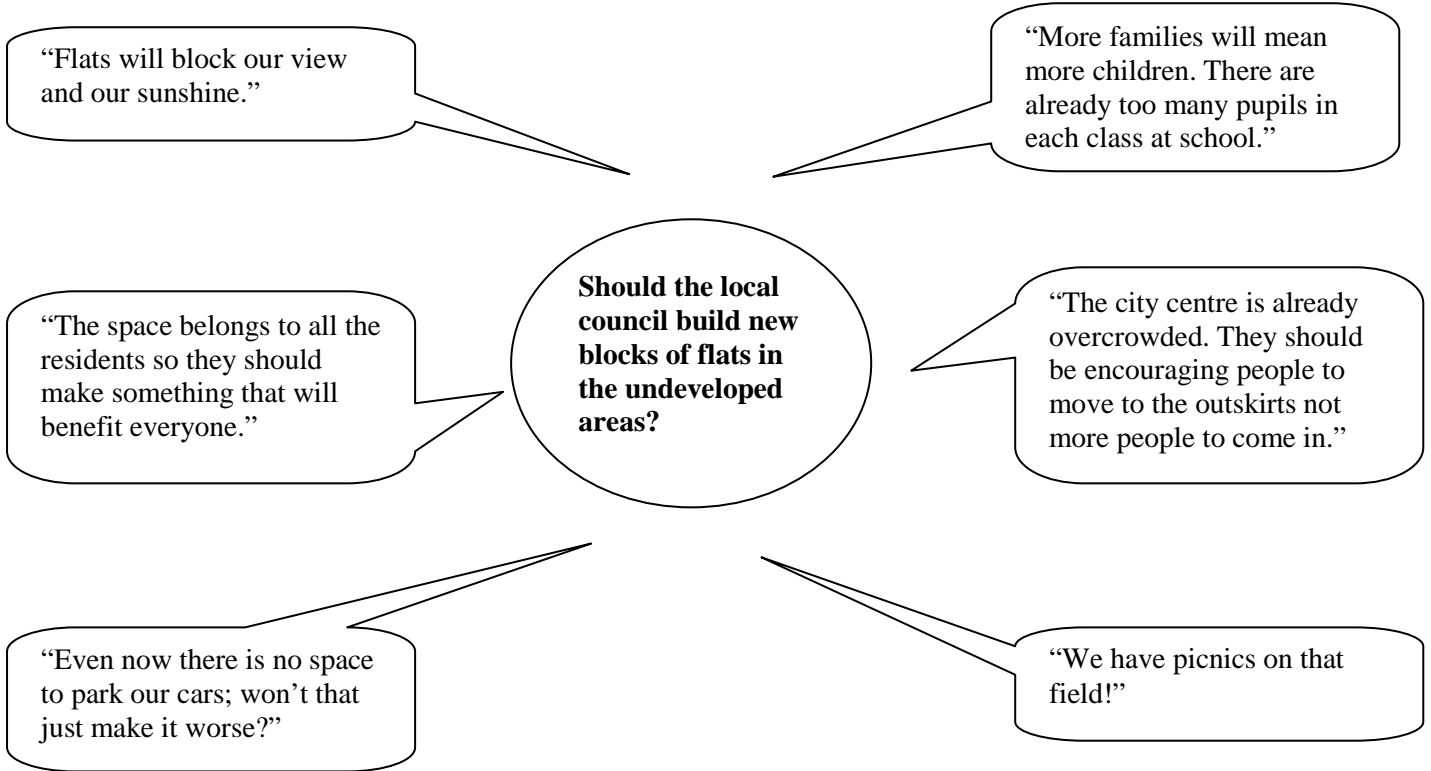 “Flats will block our view
and our sunshine.”
“More families will mean
more children. There are
already too many pupils in
each class at school.”
“The space belongs to all the
residents so they should
make something that will
benefit everyone.”
Should the local
council build new
blocks of flats in
the undeveloped
areas?
“The city centre is already
overcrowded. They should
be encouraging people to
move to the outskirts not
more people to come in.”
“Even now there is no space
to park our cars; won’t that
just make it worse?”
“We have picnics on that
field!”